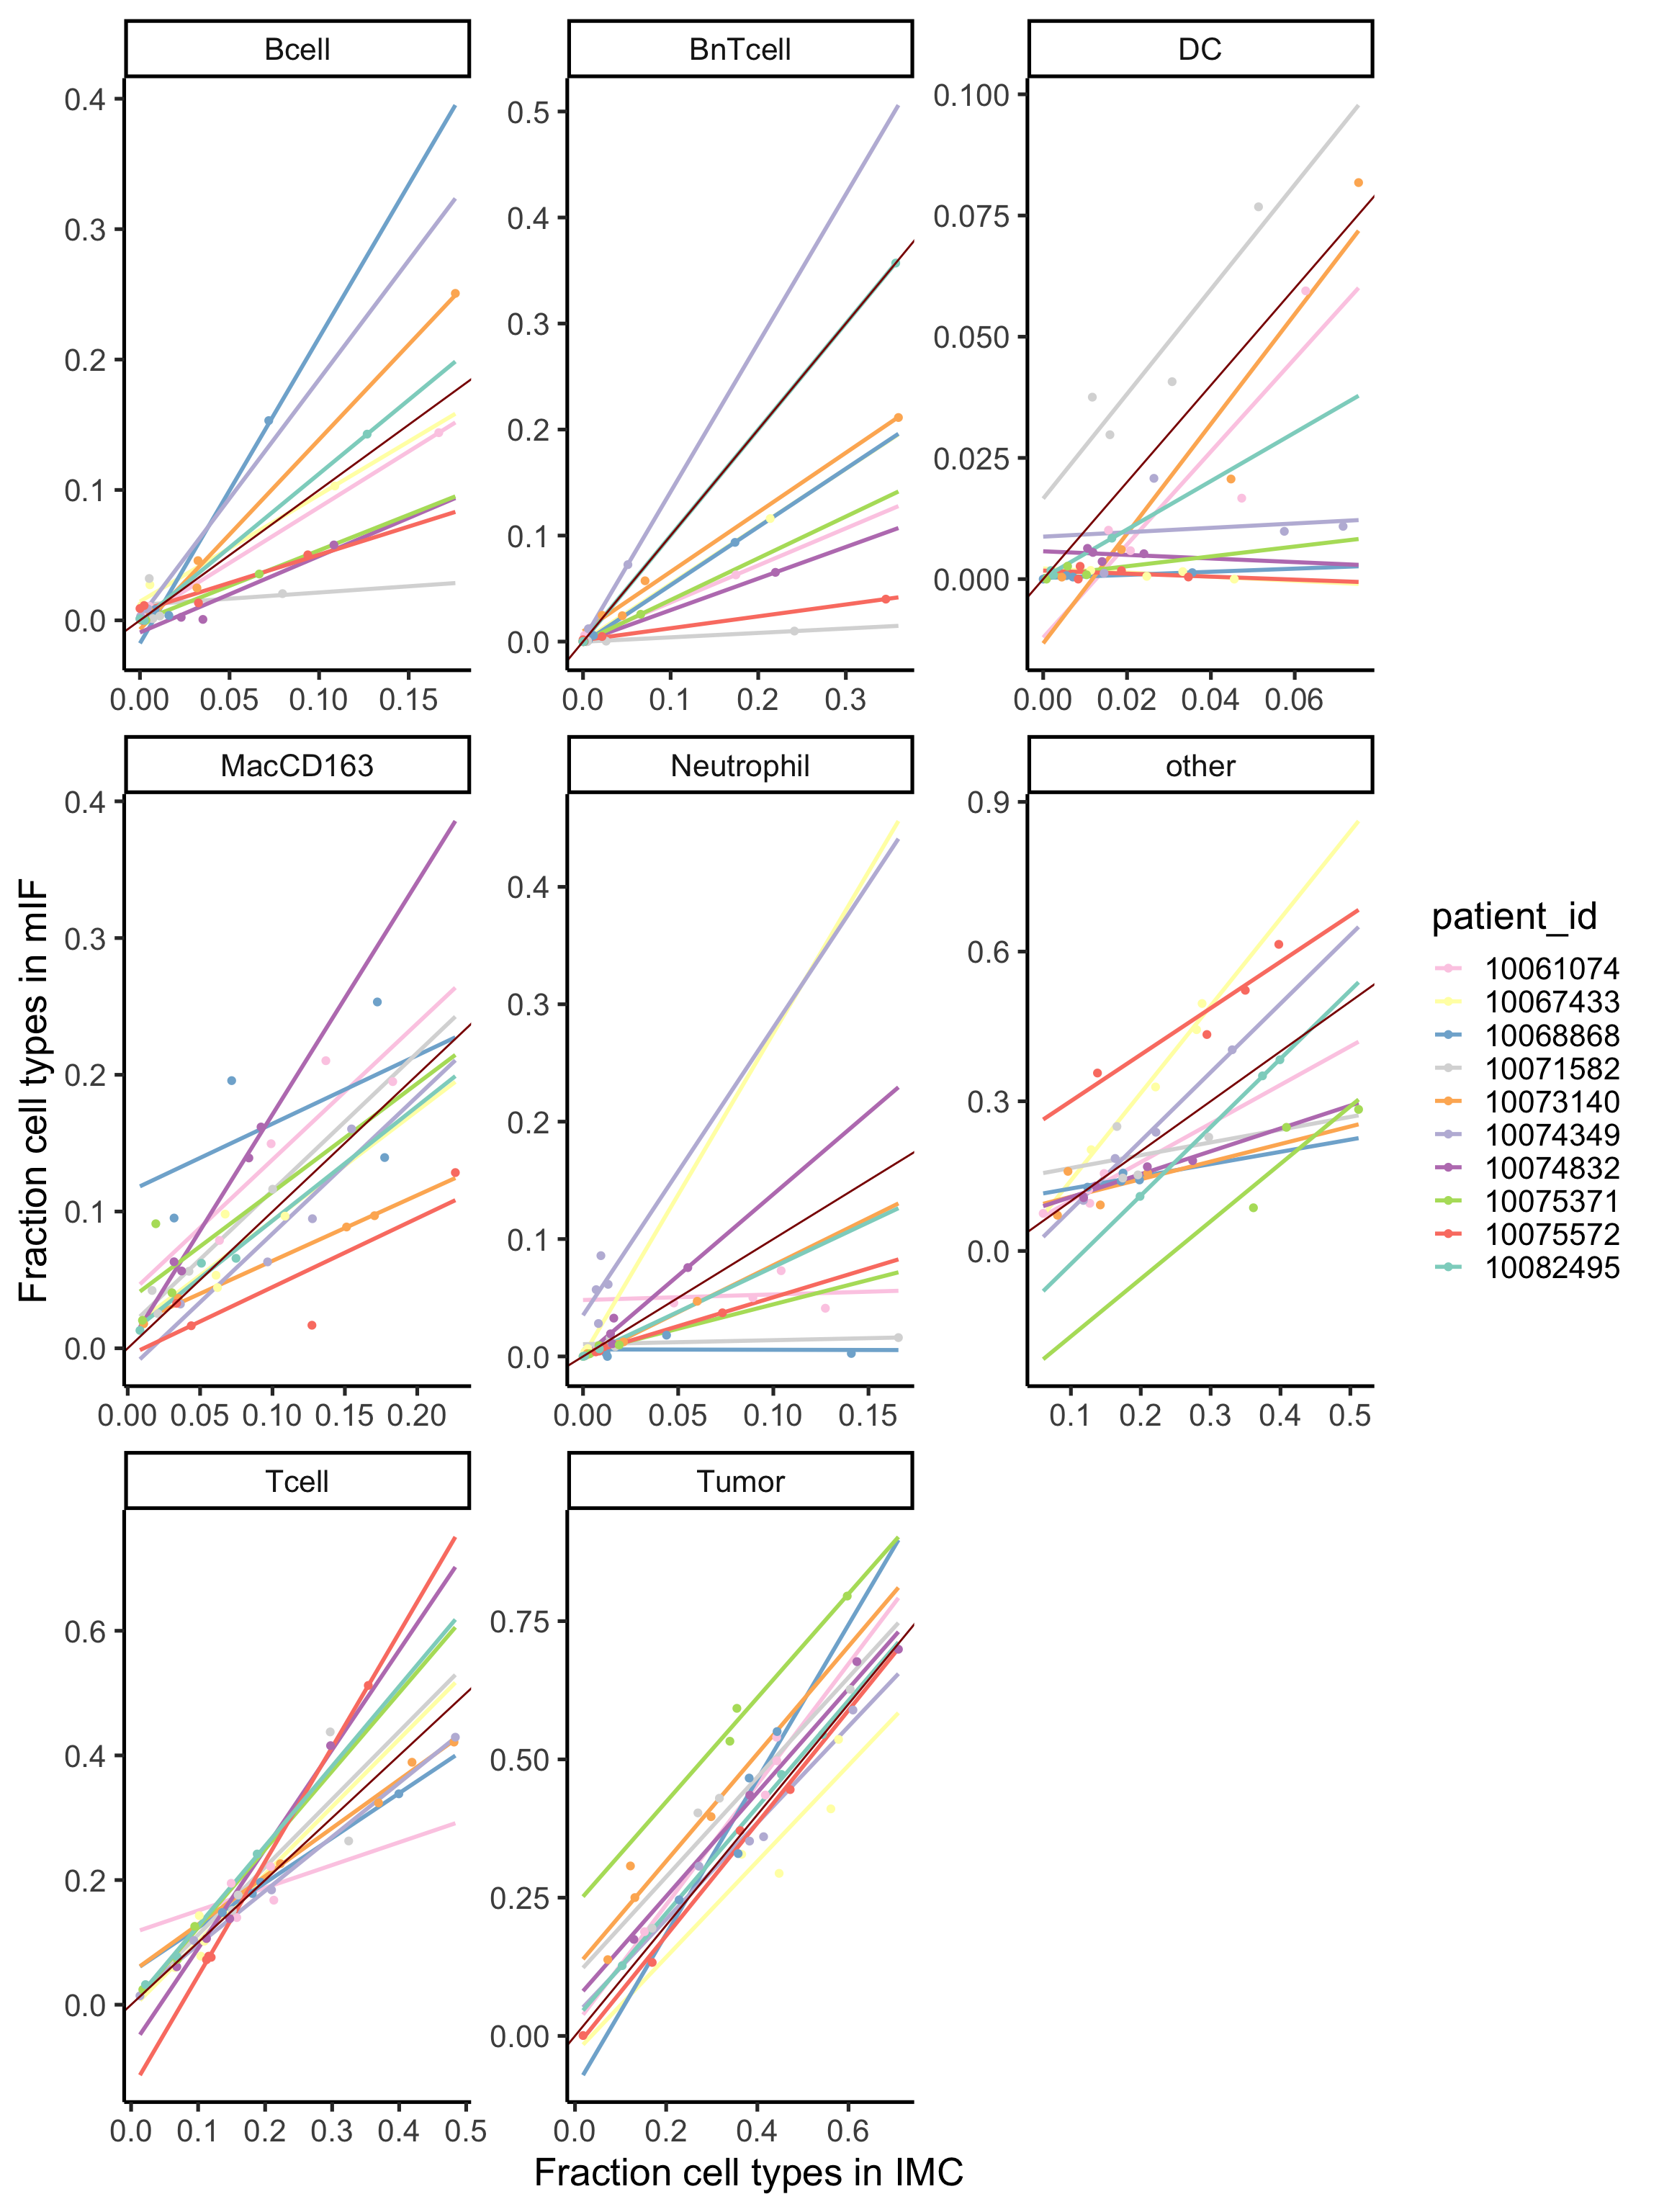 Bcell
BnTcell
DC
0.4
0.3
0.2
0.1
0.0
0.00 0.05 0.10 0.15
0.5
0.4
0.3
0.2
0.1
0.0
0.0 0.1 0.2 0.3
0.100
0.075
0.050
0.025
0.000
0.00 0.02 0.04 0.06
MacCD163
Neutrophil
other
0.4
0.3
0.2
0.1
0.0
0.00 0.05 0.10 0.15 0.20
0.4
0.3
0.2
0.1
0.0
0.00 0.05 0.10 0.15
0.9
0.6
0.3
0.0
0.1 0.2 0.3 0.4 0.5
Tcell
Tumor
0.6
0.4
0.2
0.0
0.0 0.1 0.2 0.3 0.4 0.5
0.75
0.50
0.25
0.00
0.0 0.2 0.4 0.6
Fraction cell types in mIF
Fraction cell types in IMC
patient_id
10061074
10067433
10068868
10071582
10073140
10074349
10074832
10075371
10075572
10082495